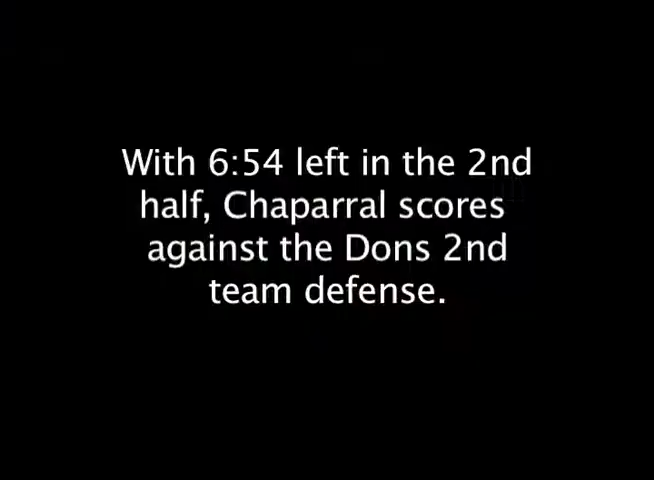 With 6:54 left in the 2nd
half, Chaparral scores
against the Dons 2nd
team defense.